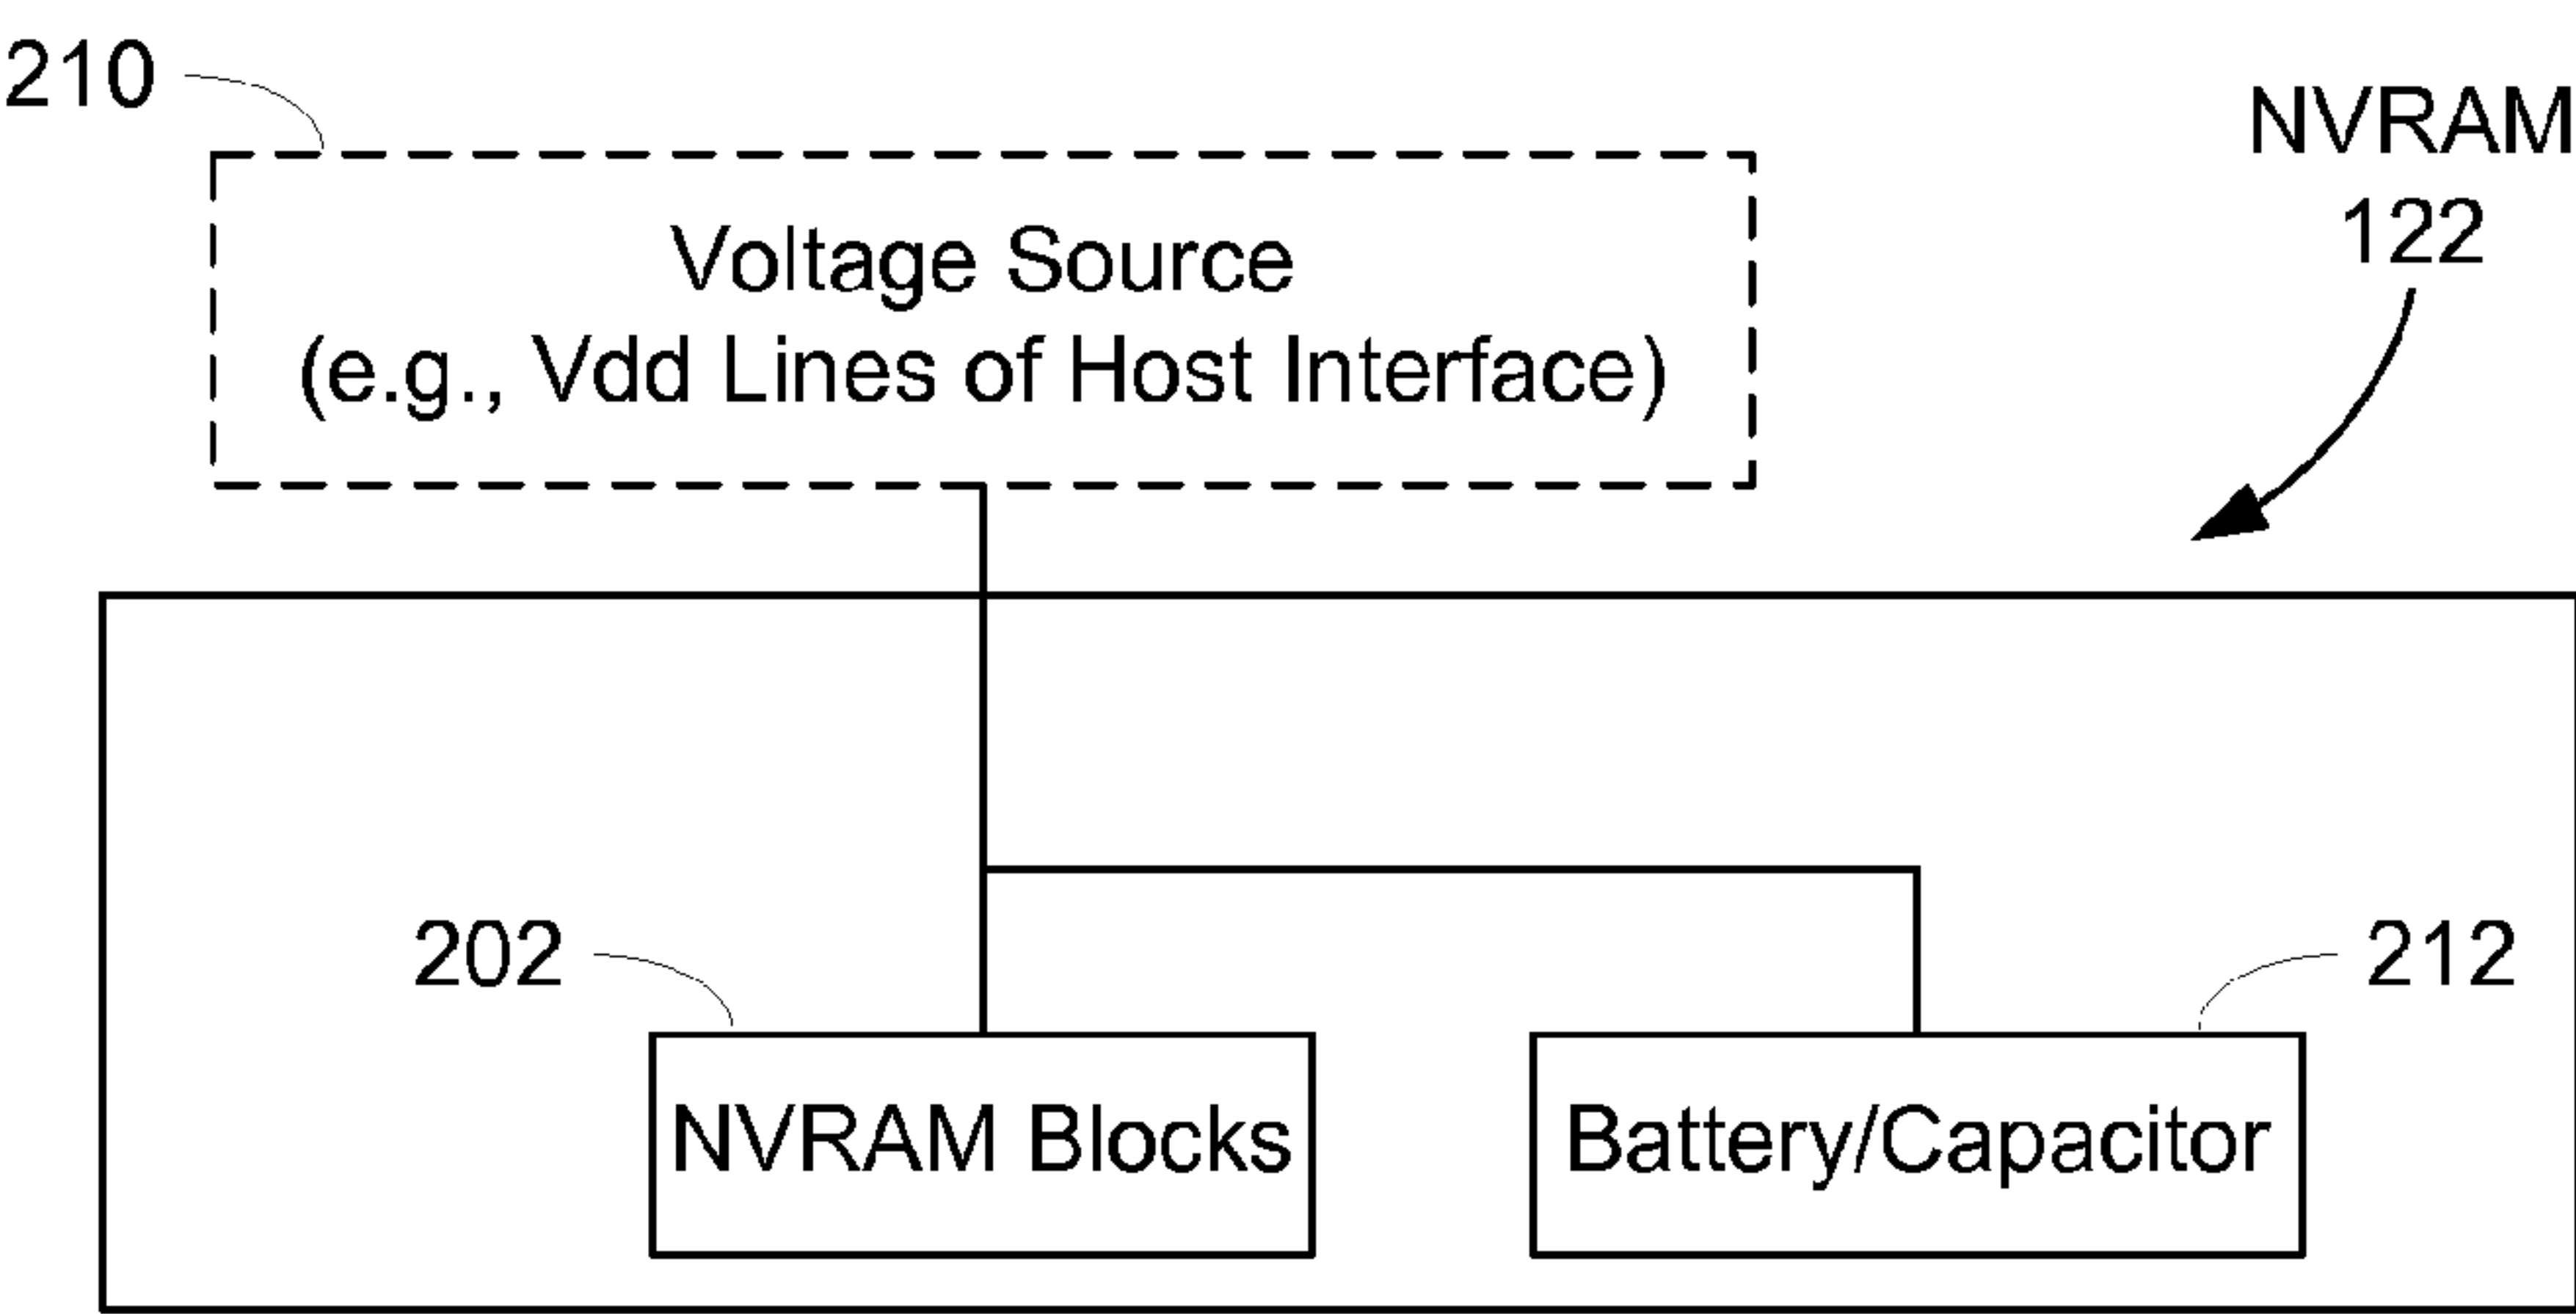 210
NVRAM
122
Voltage Source
(e.g., Vdd Lines of Host Interface)
202
212
NVRAM Blocks
Battery/Capacitor